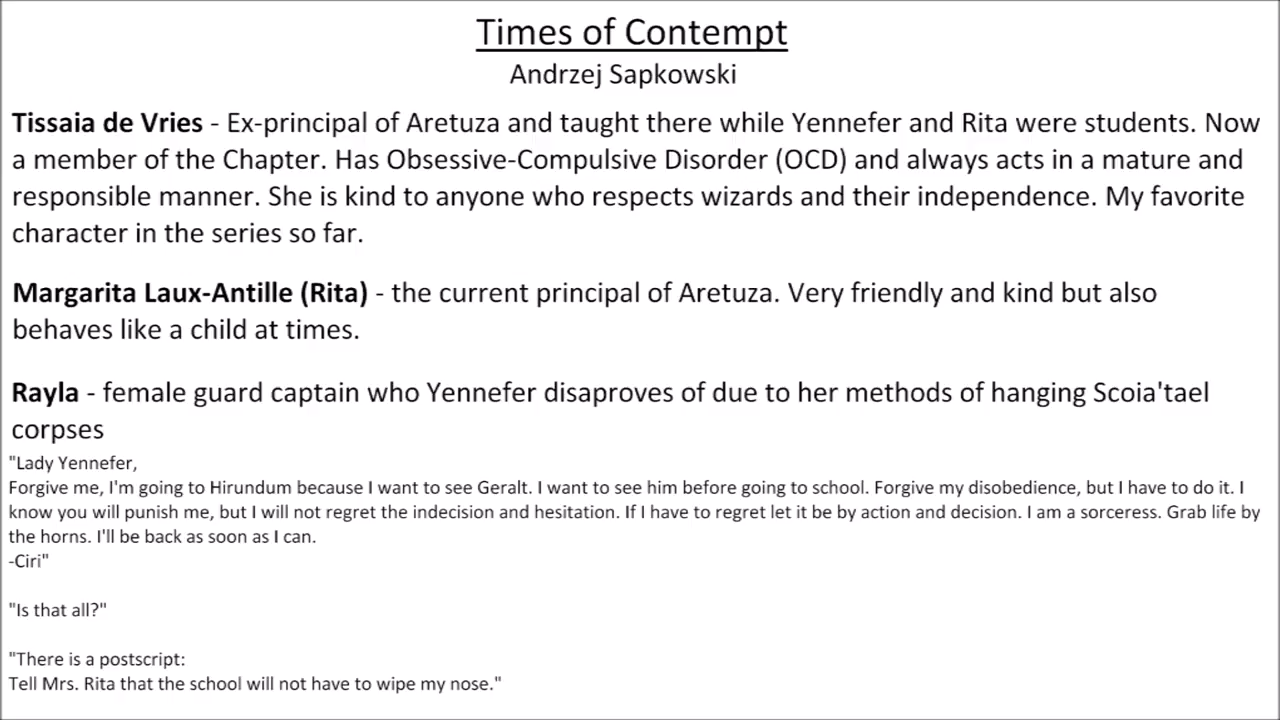 Times of Contempt
Andrzej Sapkowski
Tissaia de Vries - Ex-principal of Aretuza and taught there while Yennefer and Rita were students. Now
a member of the Chapter. Has Obsessive-Compulsive Disorder (OCD) and always acts in a mature and
responsible manner. She is kind to anyone who respects wizards and their independence. My favorite
character in the series so far.
Margarita Laux-Antille (Rita) - the current principal of Aretuza. Very friendly and kind but also
behaves like a child at times.
Rayla - female guard captain who Yennefer disaproves of due to her methods of hanging Scoia'tael
corpses
"Lady Yennefer,
Forgive me, I'm going to Hirundum because I want to see Geralt. I want to see him before going to school. Forgive my disobedience, but I have to do it. I
know you will punish me, but I will not regret the indecision and hesitation. If I have to regret let it be by action and decision. I am a sorceress. Grab life by
the horns. I'll be back as soon as I can.
-Ciri"
"Is that all?"
"There is a postscript:
Tell Mrs. Rita that the school will not have to wipe my nose."